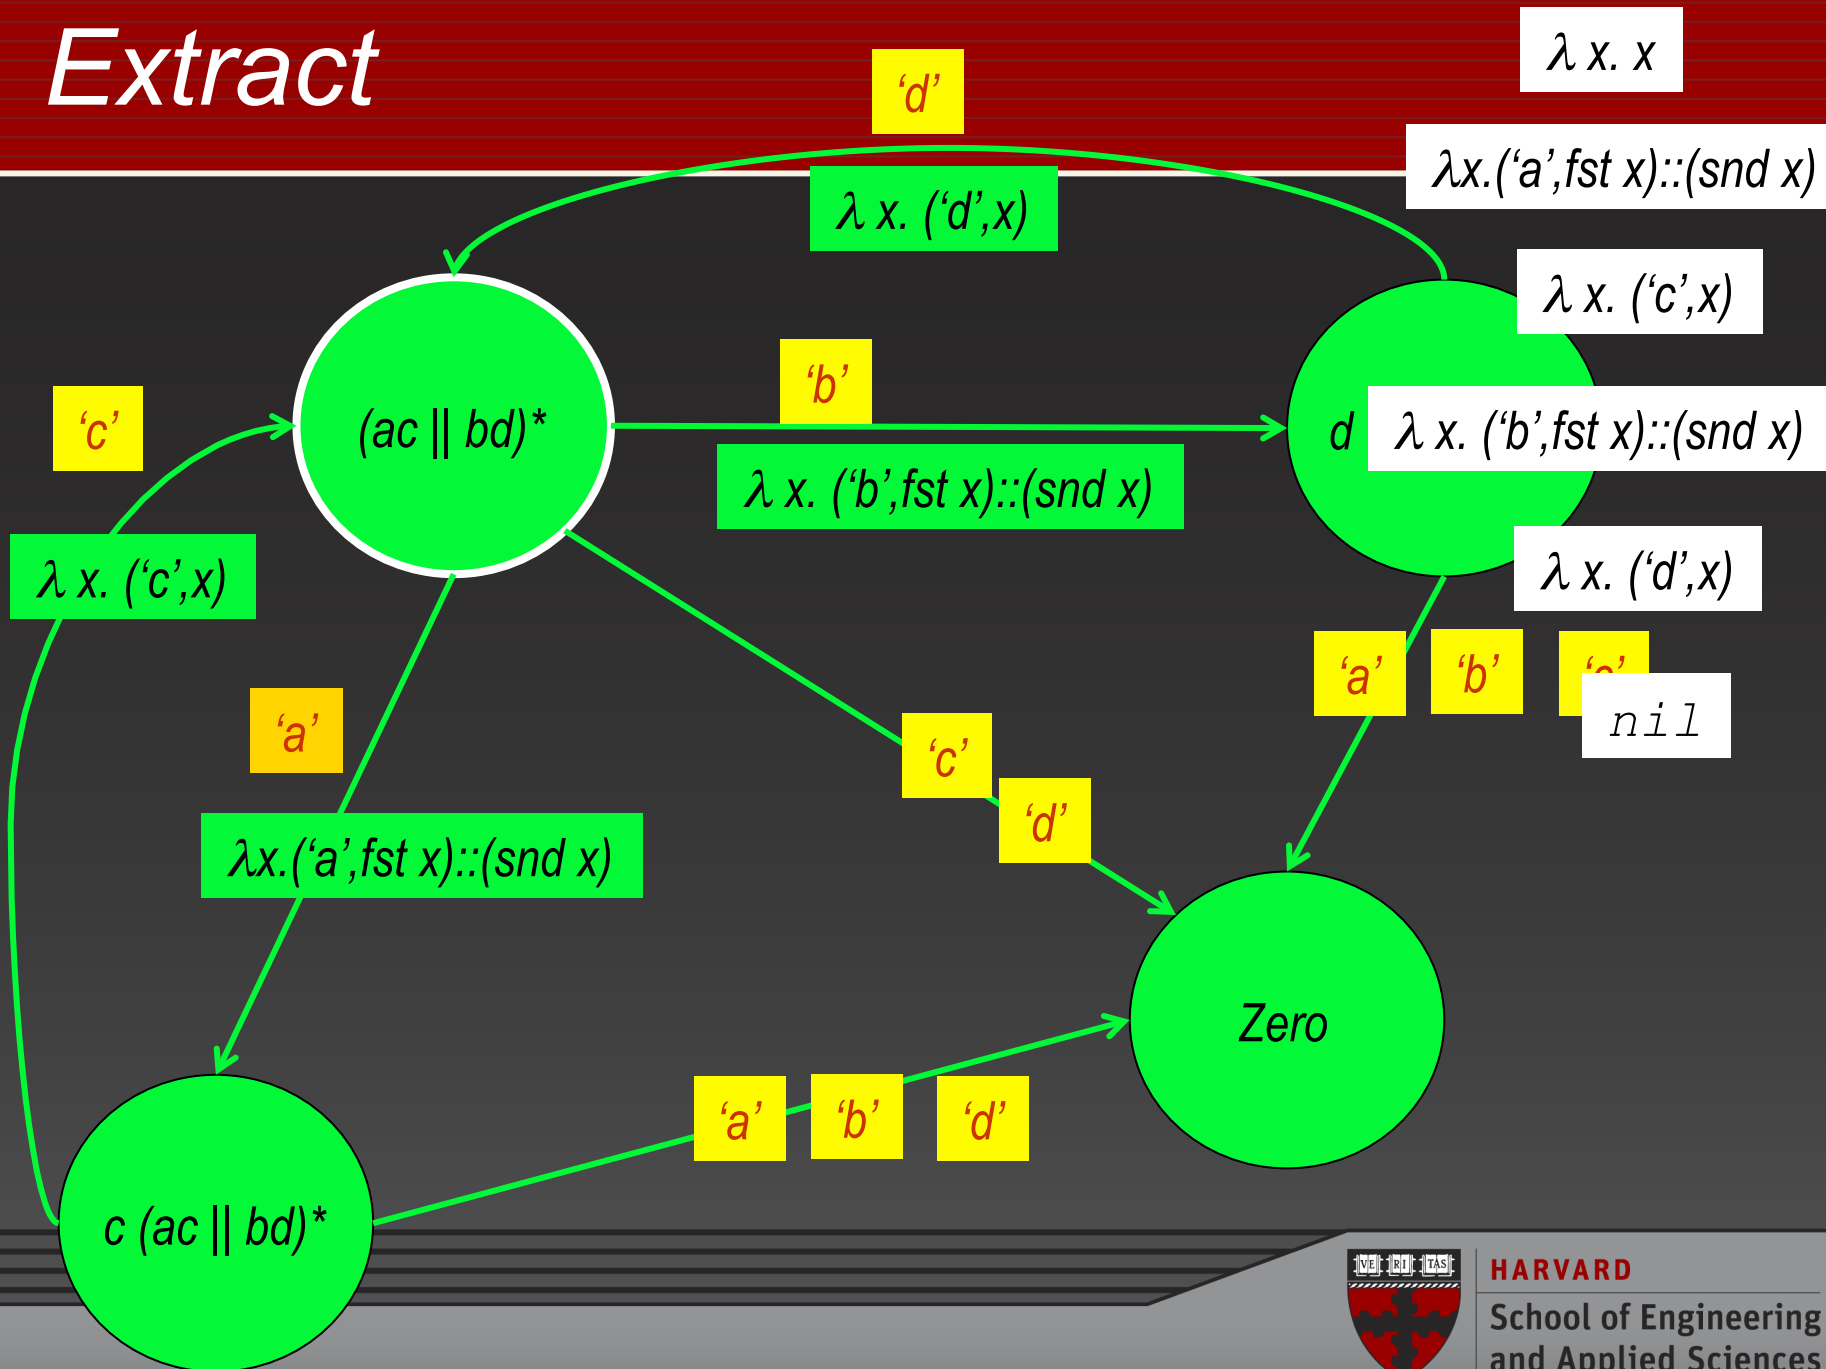 Extract
λ x. x
‘d’
λx.(‘a’,fst x)::(snd x)
λ x. (‘d’,x)
λ x. (‘c’,x)
‘b’
‘c’
(ac || bd)*
d
λ x. (‘b’,fst x)::(snd x)
λ x. (‘b’,fst x)::(snd x)
λ x. (‘c’,x)
λ x. (‘d’,x)
‘a’
‘b’
nil
‘a’
‘c’
‘d’
λx.(‘a’,fst x)::(snd x)
Zero
‘a’
‘b’
‘d’
c (ac || bd)*
VE RI TAS
HARVARD
School of Engineering
and Applied Sciences